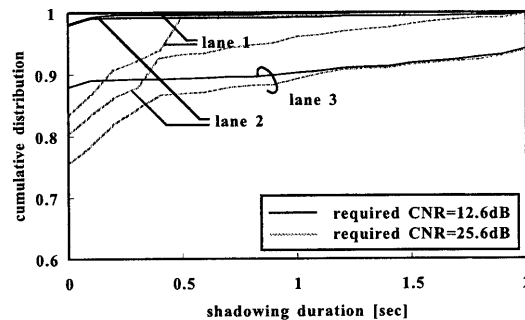 1
0.9
0.8
0.7
0.6
cumulative distribution
lane 1
lane 3
lane 2
required CNR=12.6dB
required CNR=25.6dB
0 0.5 1 1.5 2
shadowing duration [sec]